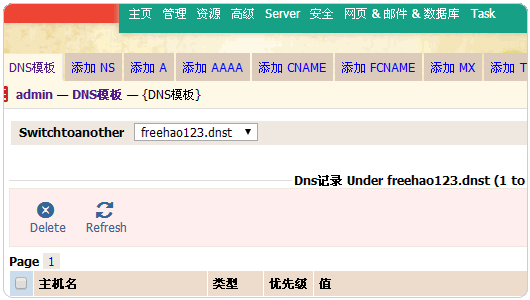 主页 管理 资源 高级 Server 安全 网页 & 邮件 & 数据库 Task
DNS模板 添加 NS 添加 A 添加 AAAA 添加 CNAME 添加 FCNAME 添加 MX 添加 T
admin — DNS模板 — {DNS模板}
Switchtoanother freehao123.dnst
Dns记录 Under freehao123.dnst (1 to
Delete Refresh
Page 1
主机名 类型 优先级 值